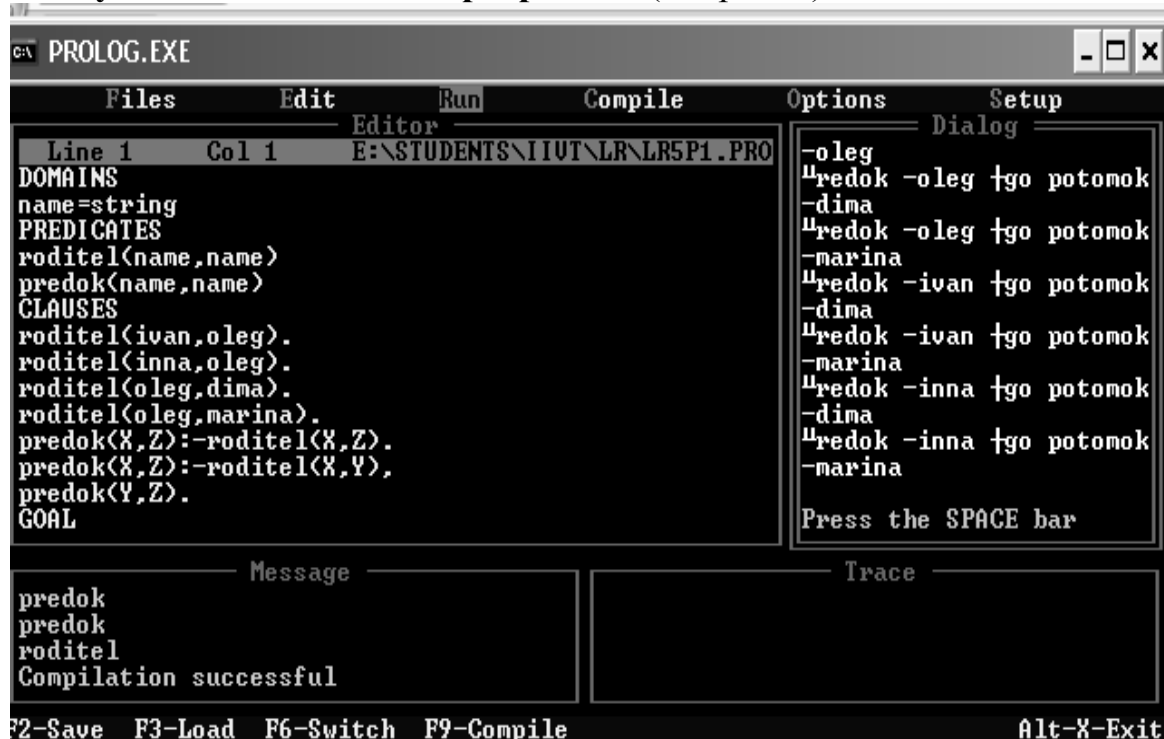 PROLOG.EXE
Files Edit Run Compile Options Setup
Editor
Line 1 Col 1 E:\STUDENTS\IIVT\LR\LR5P1.PRO
DOMAINS
name=string
PREDICATES
roditel(name,name)
predok(name,name)
CLAUSES
roditel(ivan,oleg).
roditel(inna,oleg).
roditel(oleg,dima).
roditel(oleg,marina).
predok(X,Z):-roditel(X,Z).
predok(X,Z):-roditel(X,Y),
predok(Y,Z).
GOAL
Dialog
-oleg
╨redok -oleg ┼go potomok
-dima
╨redok -oleg ┼go potomok
-marina
╨redok -ivan ┼go potomok
-dima
╨redok -ivan ┼go potomok
-marina
╨redok -inna ┼go potomok
-dima
╨redok -inna ┼go potomok
-marina
Press the SPACE bar
Message
predok
predok
roditel
Compilation successful
Trace
F2-Save F3-Load F6-Switch F9-Compile Alt-X-Exit